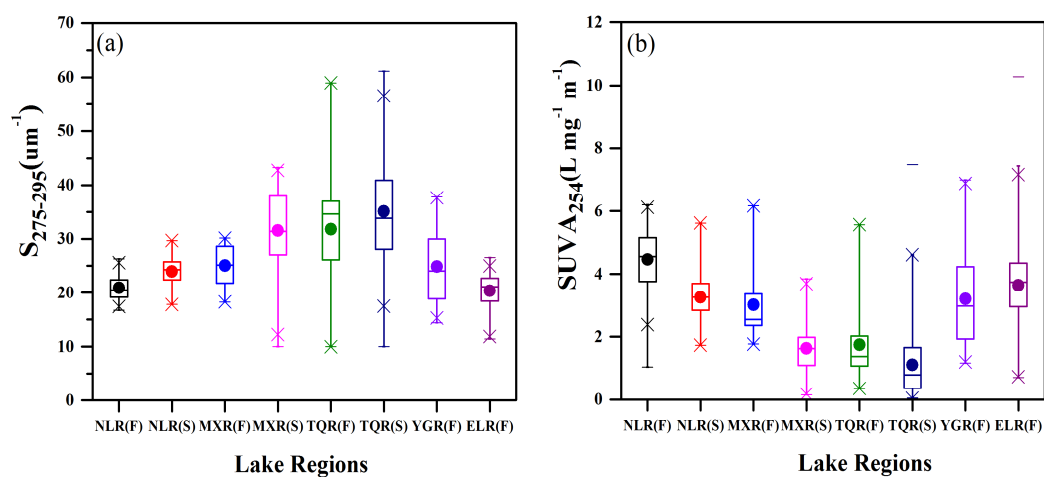 (a)
S275-295(um-1)
70
60
50
40
30
20
10
0
NLR(F) NLR(S) MXR(F) MXR(S) TQR(F) TQR(S) YGR(F) ELR(F)
Lake Regions
(b)
SUVA254(L mg-1 m-1)
12
10
8
6
4
2
0
NLR(F) NLR(S) MXR(F) MXR(S) TQR(F) TQR(S) YGR(F) ELR(F)
Lake Regions